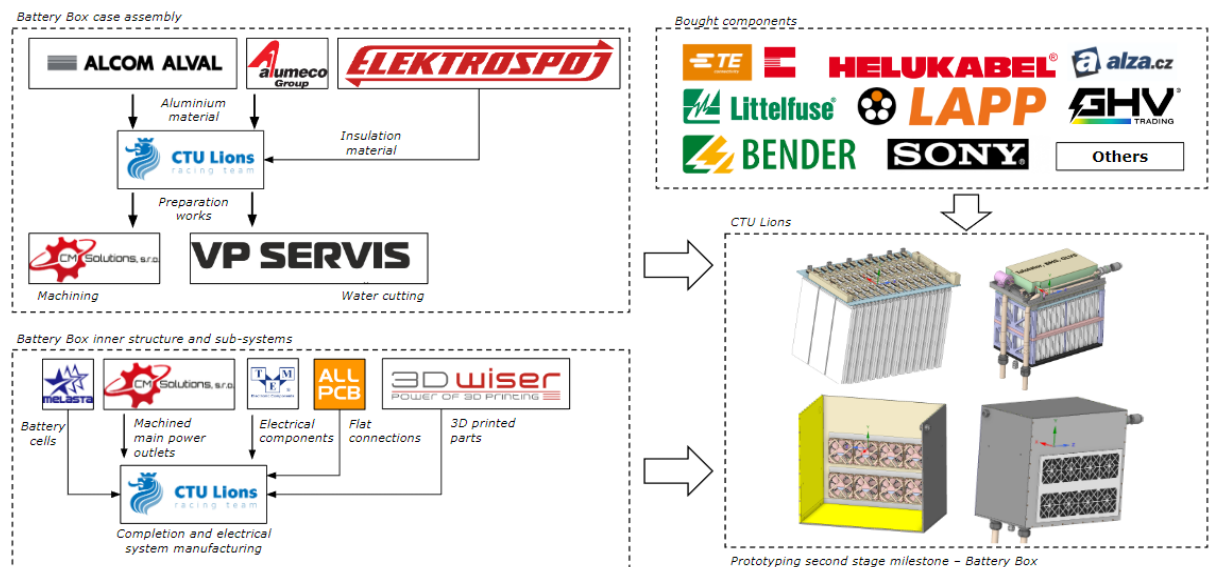 Battery Box case assembly
ALCOM ALVAL
alumeco
Group
ELEKTROSPOJ
Aluminium
material
Insulation
material
CTU Lions
racing team
Preparation
works
CM Solutions, s.r.o.
VP SERVIS
Machining
Water cutting
Battery Box inner structure and sub-systems
MELASTA
CM Solutions, s.r.o.
T M E
ALL
PCB
3D wiser
POWER OF 3D PRINTING
Battery
cells
Machined
main power
outlets
Electrical
components
Flat
connections
3D printed
parts
CTU Lions
racing team
Completion and electrical
system manufacturing
Bought components
TE
HELUKABEL®
alza.cz
Littelfuse®
LAPP
GHV®
TRADING
BENDER
SONY
Others
CTU Lions
Prototyping second stage milestone – Battery Box